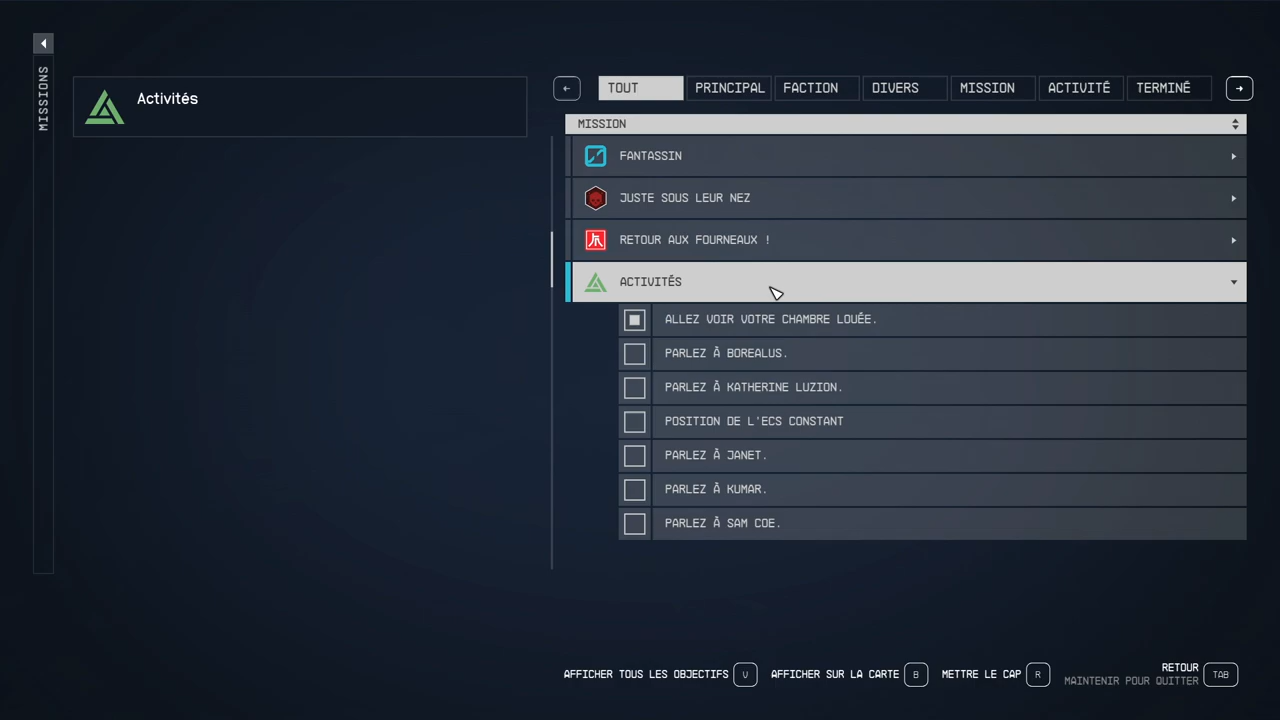 MISSIONS
Activités
TOUT
PRINCIPAL
FACTION
DIVERS
MISSION
ACTIVITÉ
TERMINÉ
MISSION
FANTASSIN
JUSTE SOUS LEUR NEZ
RETOUR AUX FOURNEAUX !
ACTIVITÉS
ALLEZ VOIR VOTRE CHAMBRE LOUÉE.
PARLEZ À BOREALUS.
PARLEZ À KATHERINE LUZION.
POSITION DE L'ECS CONSTANT
PARLEZ À JANET.
PARLEZ À KUMAR.
PARLEZ À SAM COE.
AFFICHER TOUS LES OBJECTIFS V
AFFICHER SUR LA CARTE B
METTRE LE CAP R
RETOUR
MAINTENIR POUR QUITTER
TAB